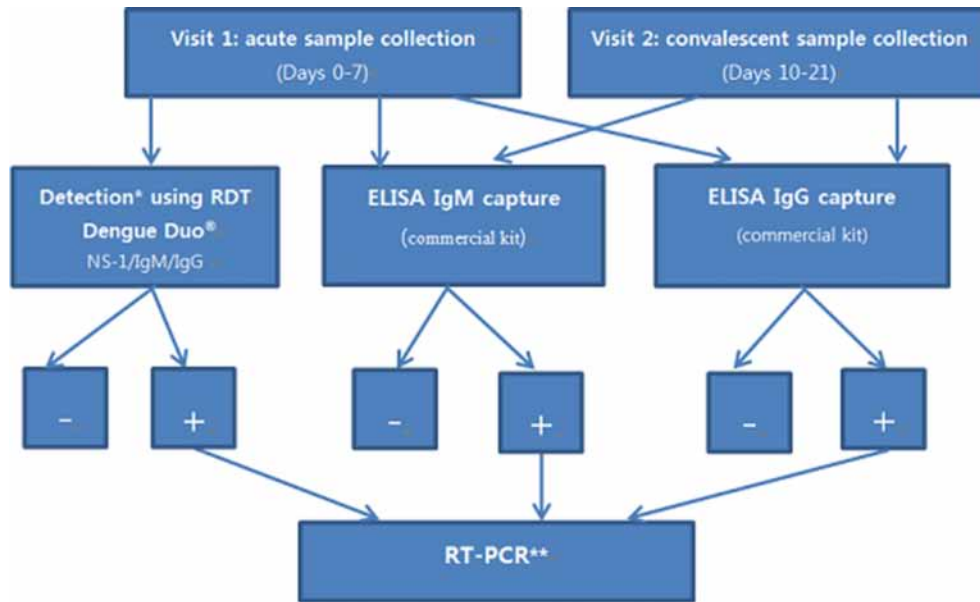 Visit 1: acute sample collection
(Days 0-7)
Visit 2: convalescent sample collection
(Days 10-21)
Detection* using RDT
Dengue Duo®
NS-1/IgM/IgG
ELISA IgM capture
(commercial kit)
ELISA IgG capture
(commercial kit)
-
+
-
+
-
+
RT-PCR**